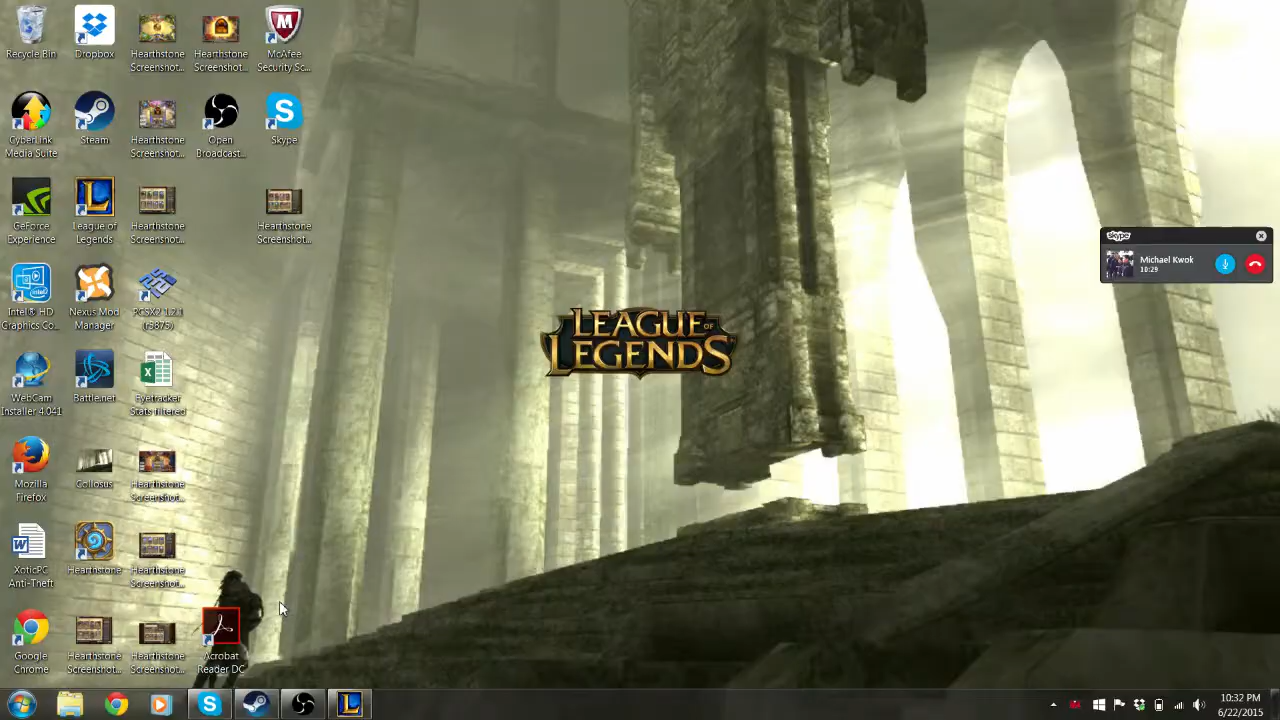 Recycle Bin
Dropbox
Hearthstone Screenshot...
Hearthstone Screenshot...
McAfee Security Sc...
CyberLink Media Suite
Steam
Hearthstone Screenshot...
Open Broadcast...
Skype
GeForce Experience
League of Legends
Hearthstone Screenshot...
Hearthstone Screenshot...
Intel® HD Graphics Co...
Nexus Mod Manager
PCSX2 1.2.1 (r5875)
WebCam Installer 4.041
Battle.net
Eyetracker Stats filtered
Mozilla Firefox
Collosus
Hearthstone Screenshot...
XoticPC Anti-Theft
Hearthstone
Hearthstone Screenshot...
Google Chrome
Hearthstone Screenshot...
Hearthstone Screenshot...
Acrobat Reader DC
LEAGUE OF
LEGENDS
skype
Michael Kwok
10:29
10:32 PM
6/22/2015